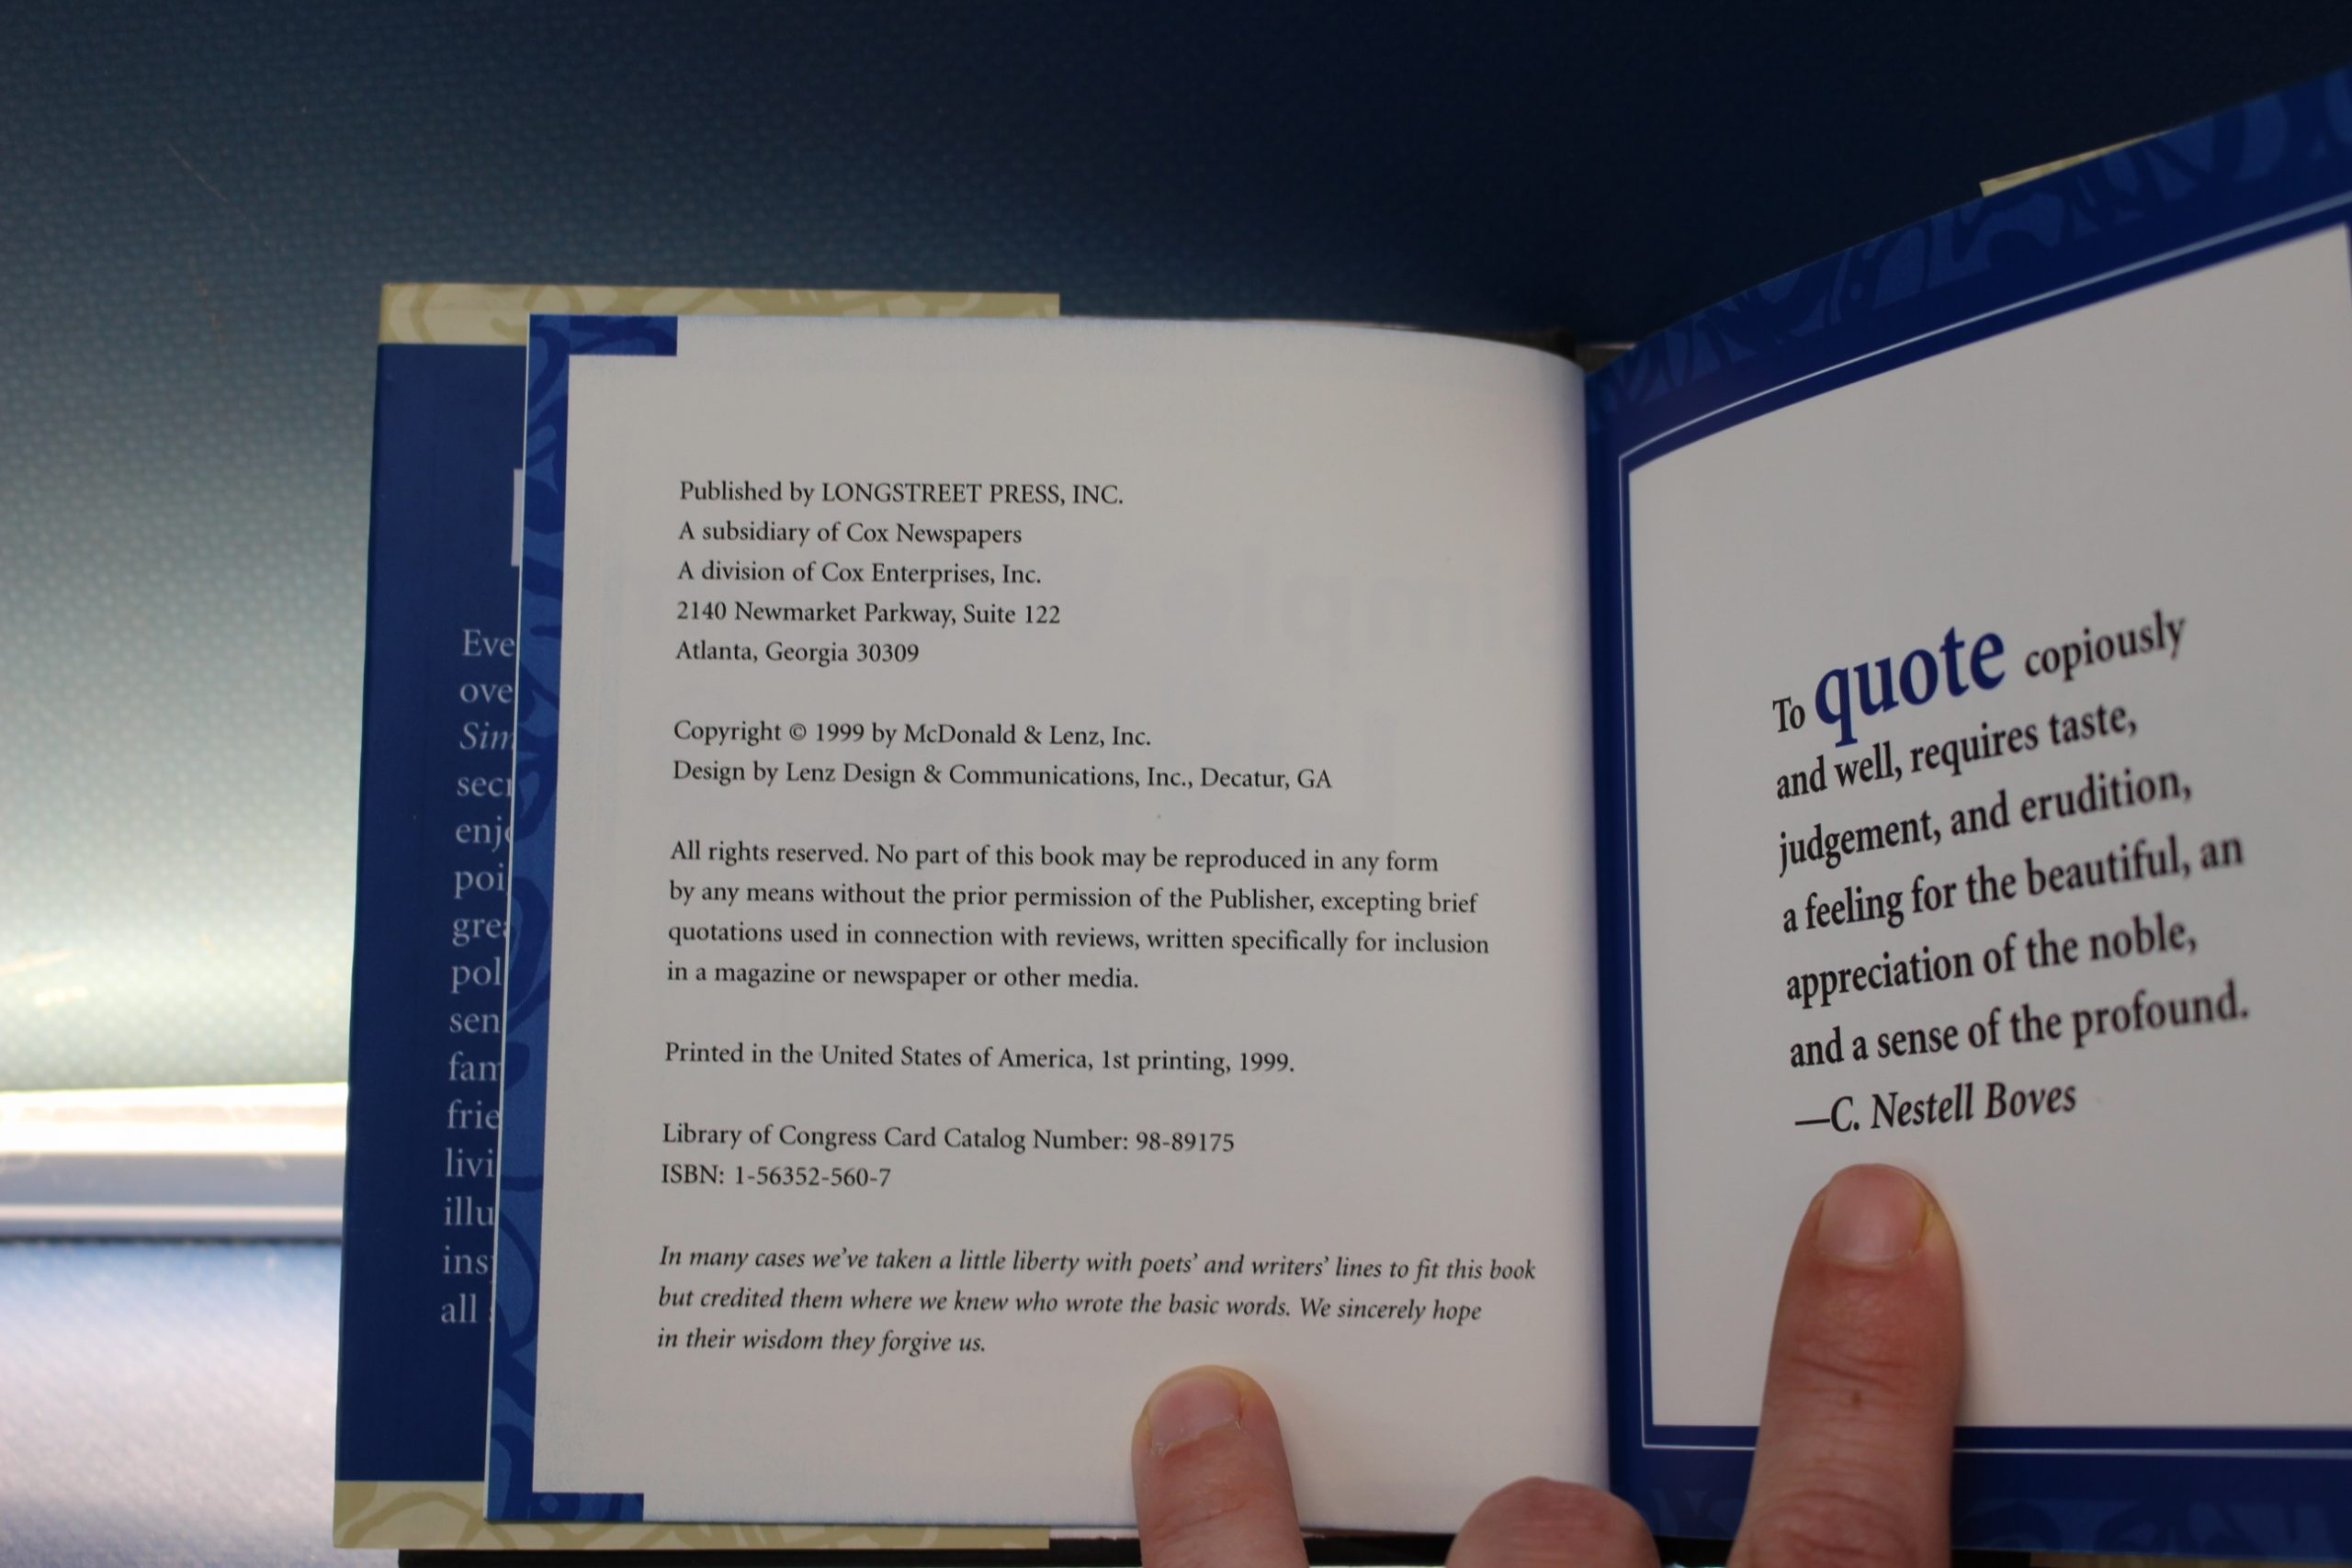 Eve
ove
Sim
secr
enjo
poi
grea
pol
sen
fam
frie
livi
illu
ins
all
Published by LONGSTREET PRESS, INC.
A subsidiary of Cox Newspapers
A division of Cox Enterprises, Inc.
2140 Newmarket Parkway, Suite 122
Atlanta, Georgia 30309
Copyright © 1999 by McDonald & Lenz, Inc.
Design by Lenz Design & Communications, Inc., Decatur, GA
All rights reserved. No part of this book may be reproduced in any form
by any means without the prior permission of the Publisher, excepting brief
quotations used in connection with reviews, written specifically for inclusion
in a magazine or newspaper or other media.
Printed in the United States of America, 1st printing, 1999.
Library of Congress Card Catalog Number: 98-89175
ISBN: 1-56352-560-7
In many cases we've taken a little liberty with poets' and writers' lines to fit this book
but credited them where we knew who wrote the basic words. We sincerely hope
in their wisdom they forgive us.
To quote copiously
and well, requires taste,
judgement, and erudition,
a feeling for the beautiful, an
appreciation of the noble,
and a sense of the profound.
—C. Nestell Boves